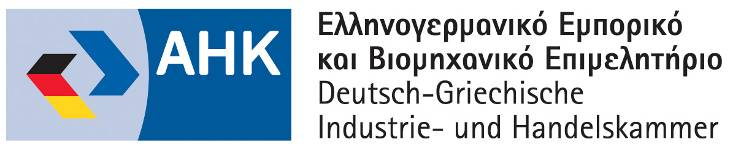 AHK
Ελληνογερμανικό Εμπορικό
και Βιομηχανικό Επιμελητήριο
Deutsch-Griechische
Industrie- und Handelskammer